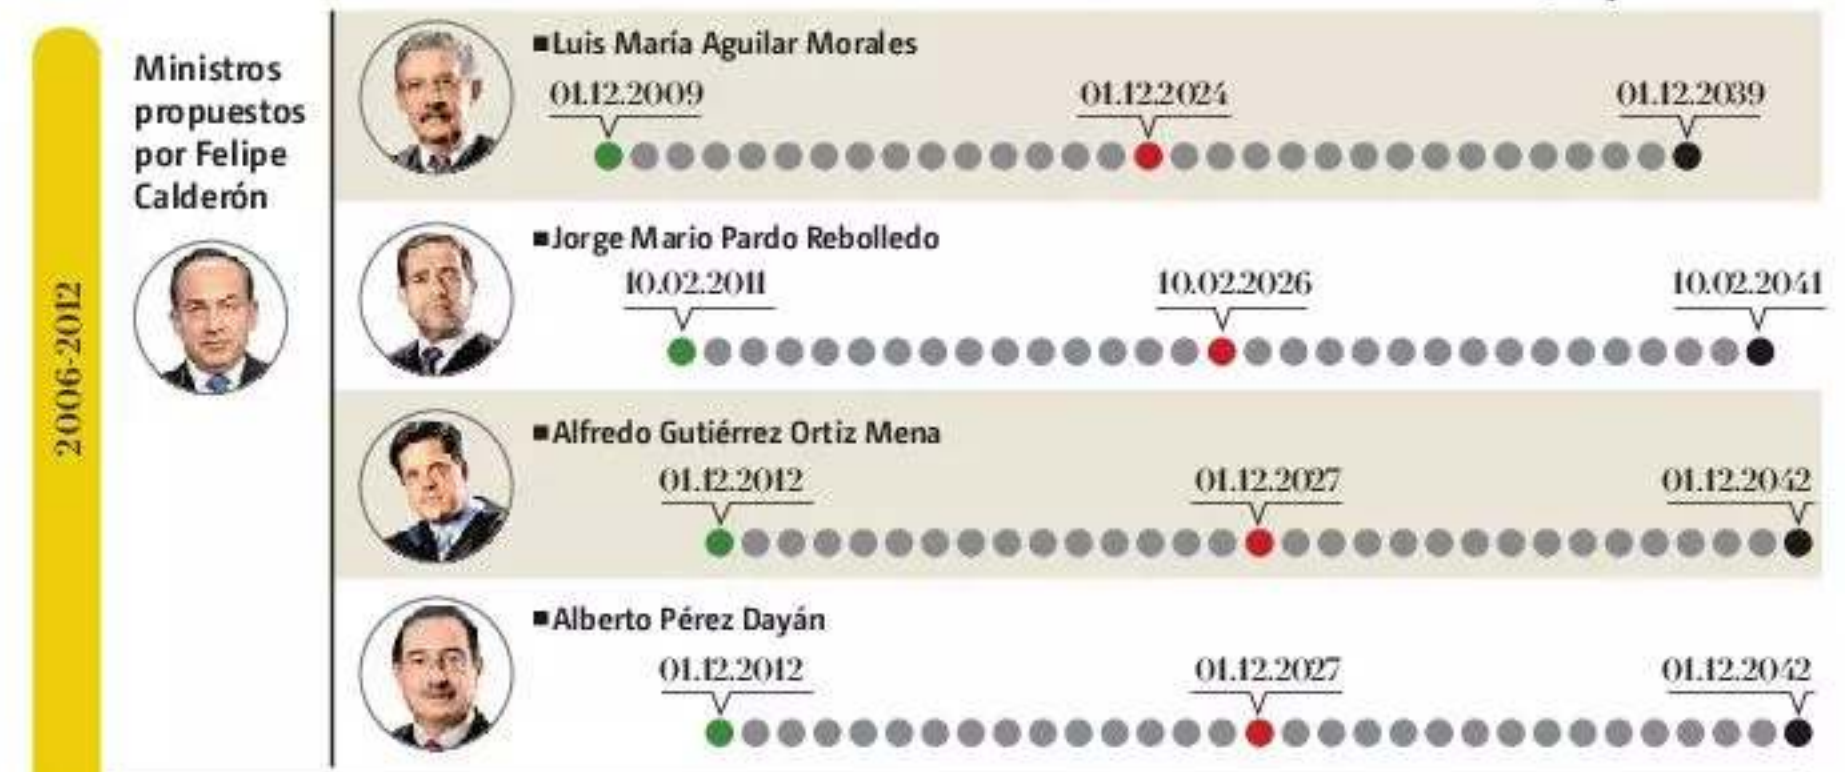 2006-2012
Ministros
propuestos
por Felipe
Calderón
Luis María Aguilar Morales
01.12.2009 01.12.2024 01.12.2039
Jorge Mario Pardo Rebolledo
10.02.2011 10.02.2026 10.02.2041
Alfredo Gutiérrez Ortiz Mena
01.12.2012 01.12.2027 01.12.2042
Alberto Pérez Dayán
01.12.2012 01.12.2027 01.12.2042